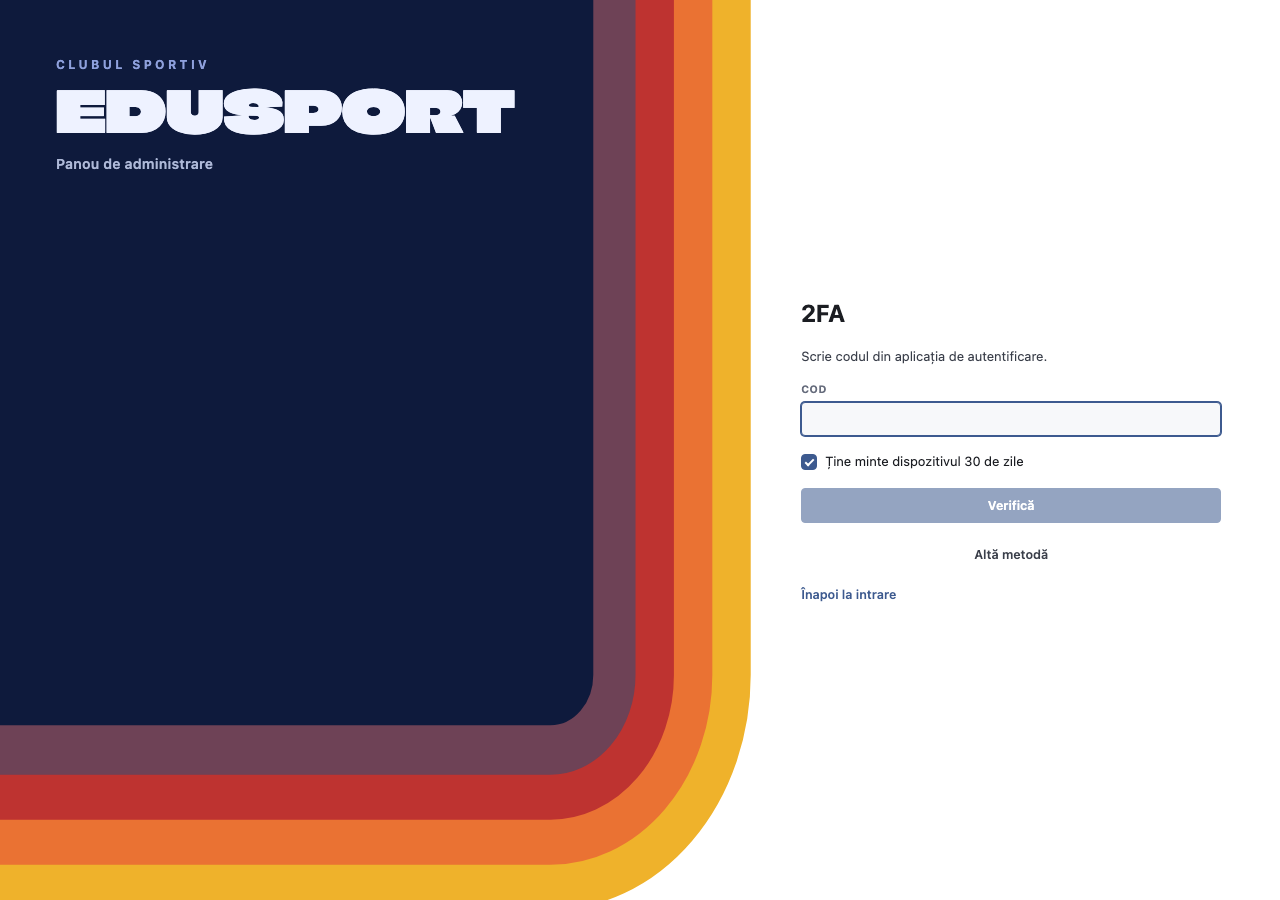 CLUBUL SPORTIV
EDUSPORT
Panou de administrare
2FA
Scrie codul din aplicația de autentificare.
COD
Ține minte dispozitivul 30 de zile
Verifică
Altă metodă
Înapoi la intrare